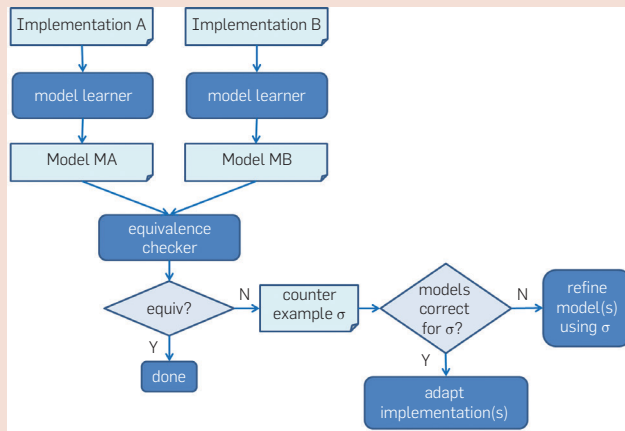 Implementation A
Implementation B
model learner
model learner
Model MA
Model MB
equivalence
checker
equiv?
N
Y
done
counter
example σ
models
correct
for σ?
N
Y
refine
model(s)
using σ
adapt
implementation(s)